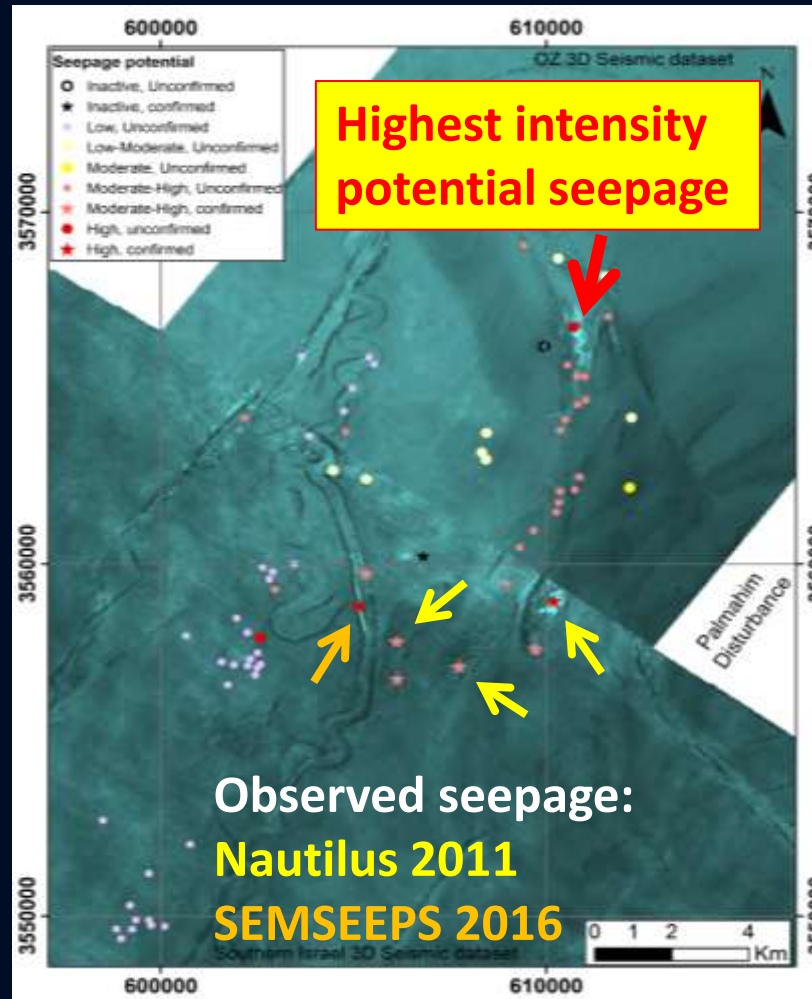 600000 610000
Seepage potential
Inactive, Unconfirmed
Inactive, confirmed
Low, Unconfirmed
Low-Moderate, Unconfirmed
Moderate, Unconfirmed
Moderate-High, Unconfirmed
Moderate-High, confirmed
High, unconfirmed
High, confirmed
OZ 3D Seismic dataset
N
Highest intensity
potential seepage
3570000
3560000
3550000
Palmahim
Disturbance
Observed seepage:
Nautilus 2011
SEMSEEPS 2016
Southern Israel 3D Seismic dataset
0 1 2 4
Km
600000 610000